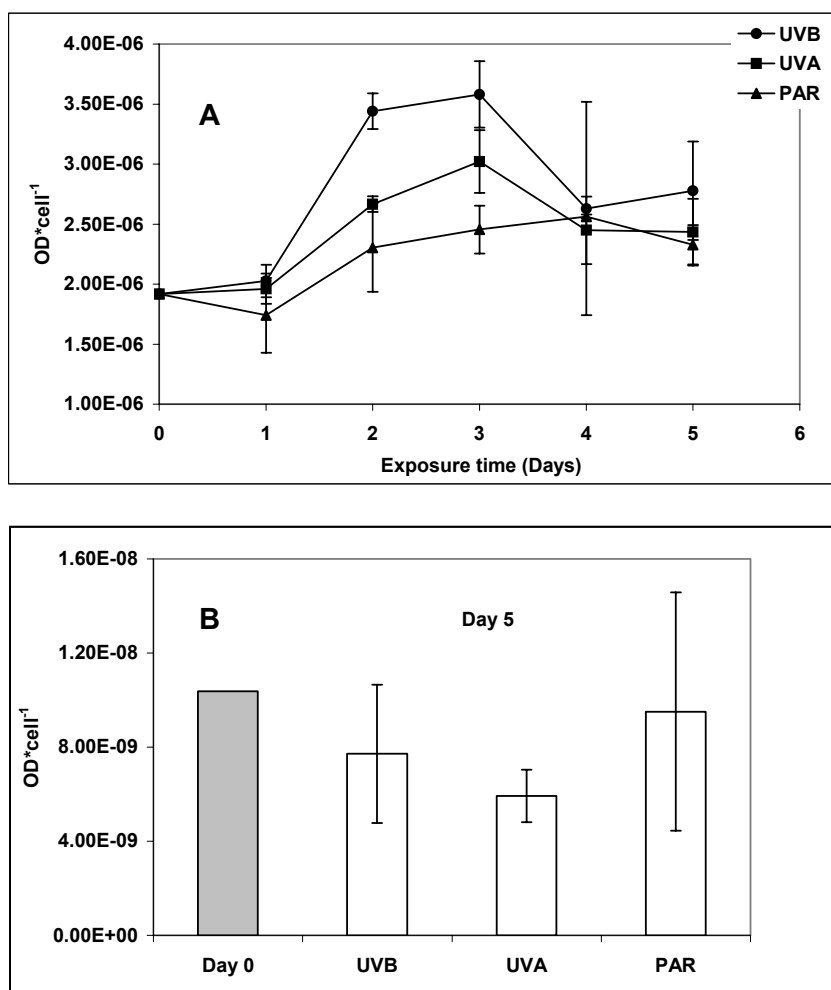 4.00E-06
3.50E-06
3.00E-06
2.50E-06
2.00E-06
1.50E-06
1.00E-06
OD*cell⁻¹
A
UVB
UVA
PAR
0 1 2 3 4 5 6
Exposure time (Days)
1.60E-08
1.20E-08
8.00E-09
4.00E-09
0.00E+00
OD*cell⁻¹
B
Day 5
Day 0 UVB UVA PAR